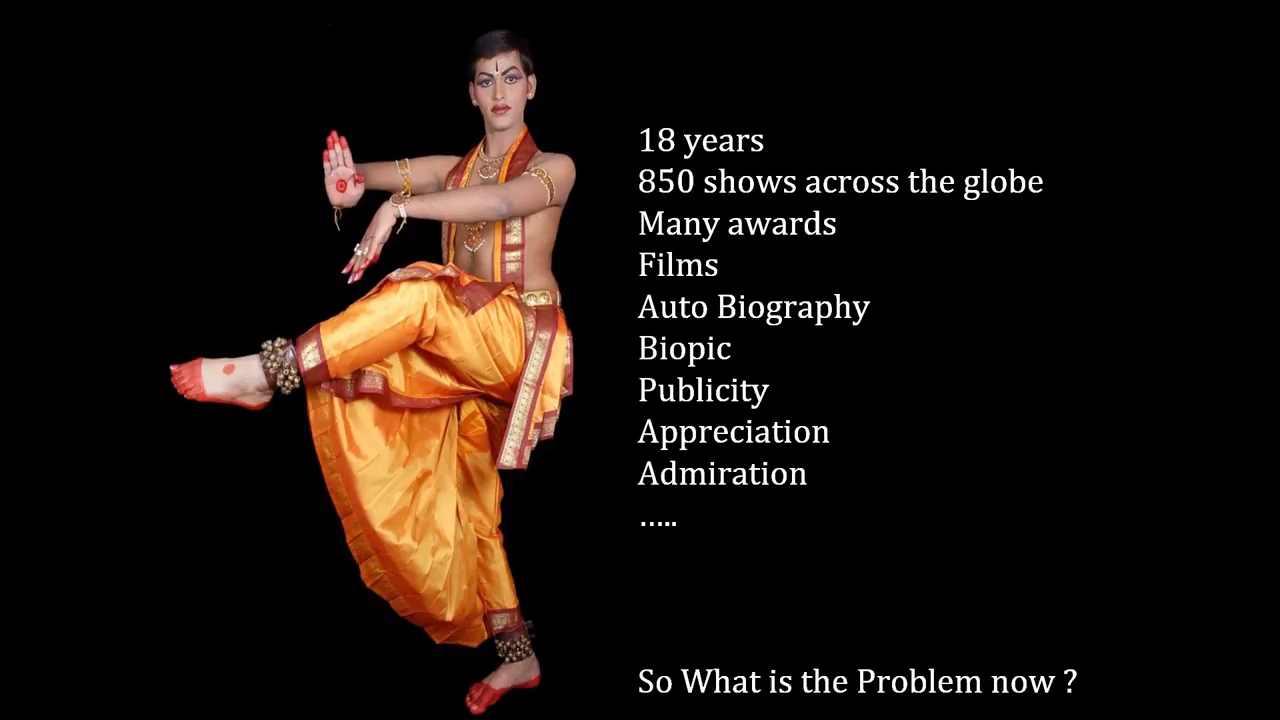 18 years
850 shows across the globe
Many awards
Films
Auto Biography
Biopic
Publicity
Appreciation
Admiration
.....
So What is the Problem now ?